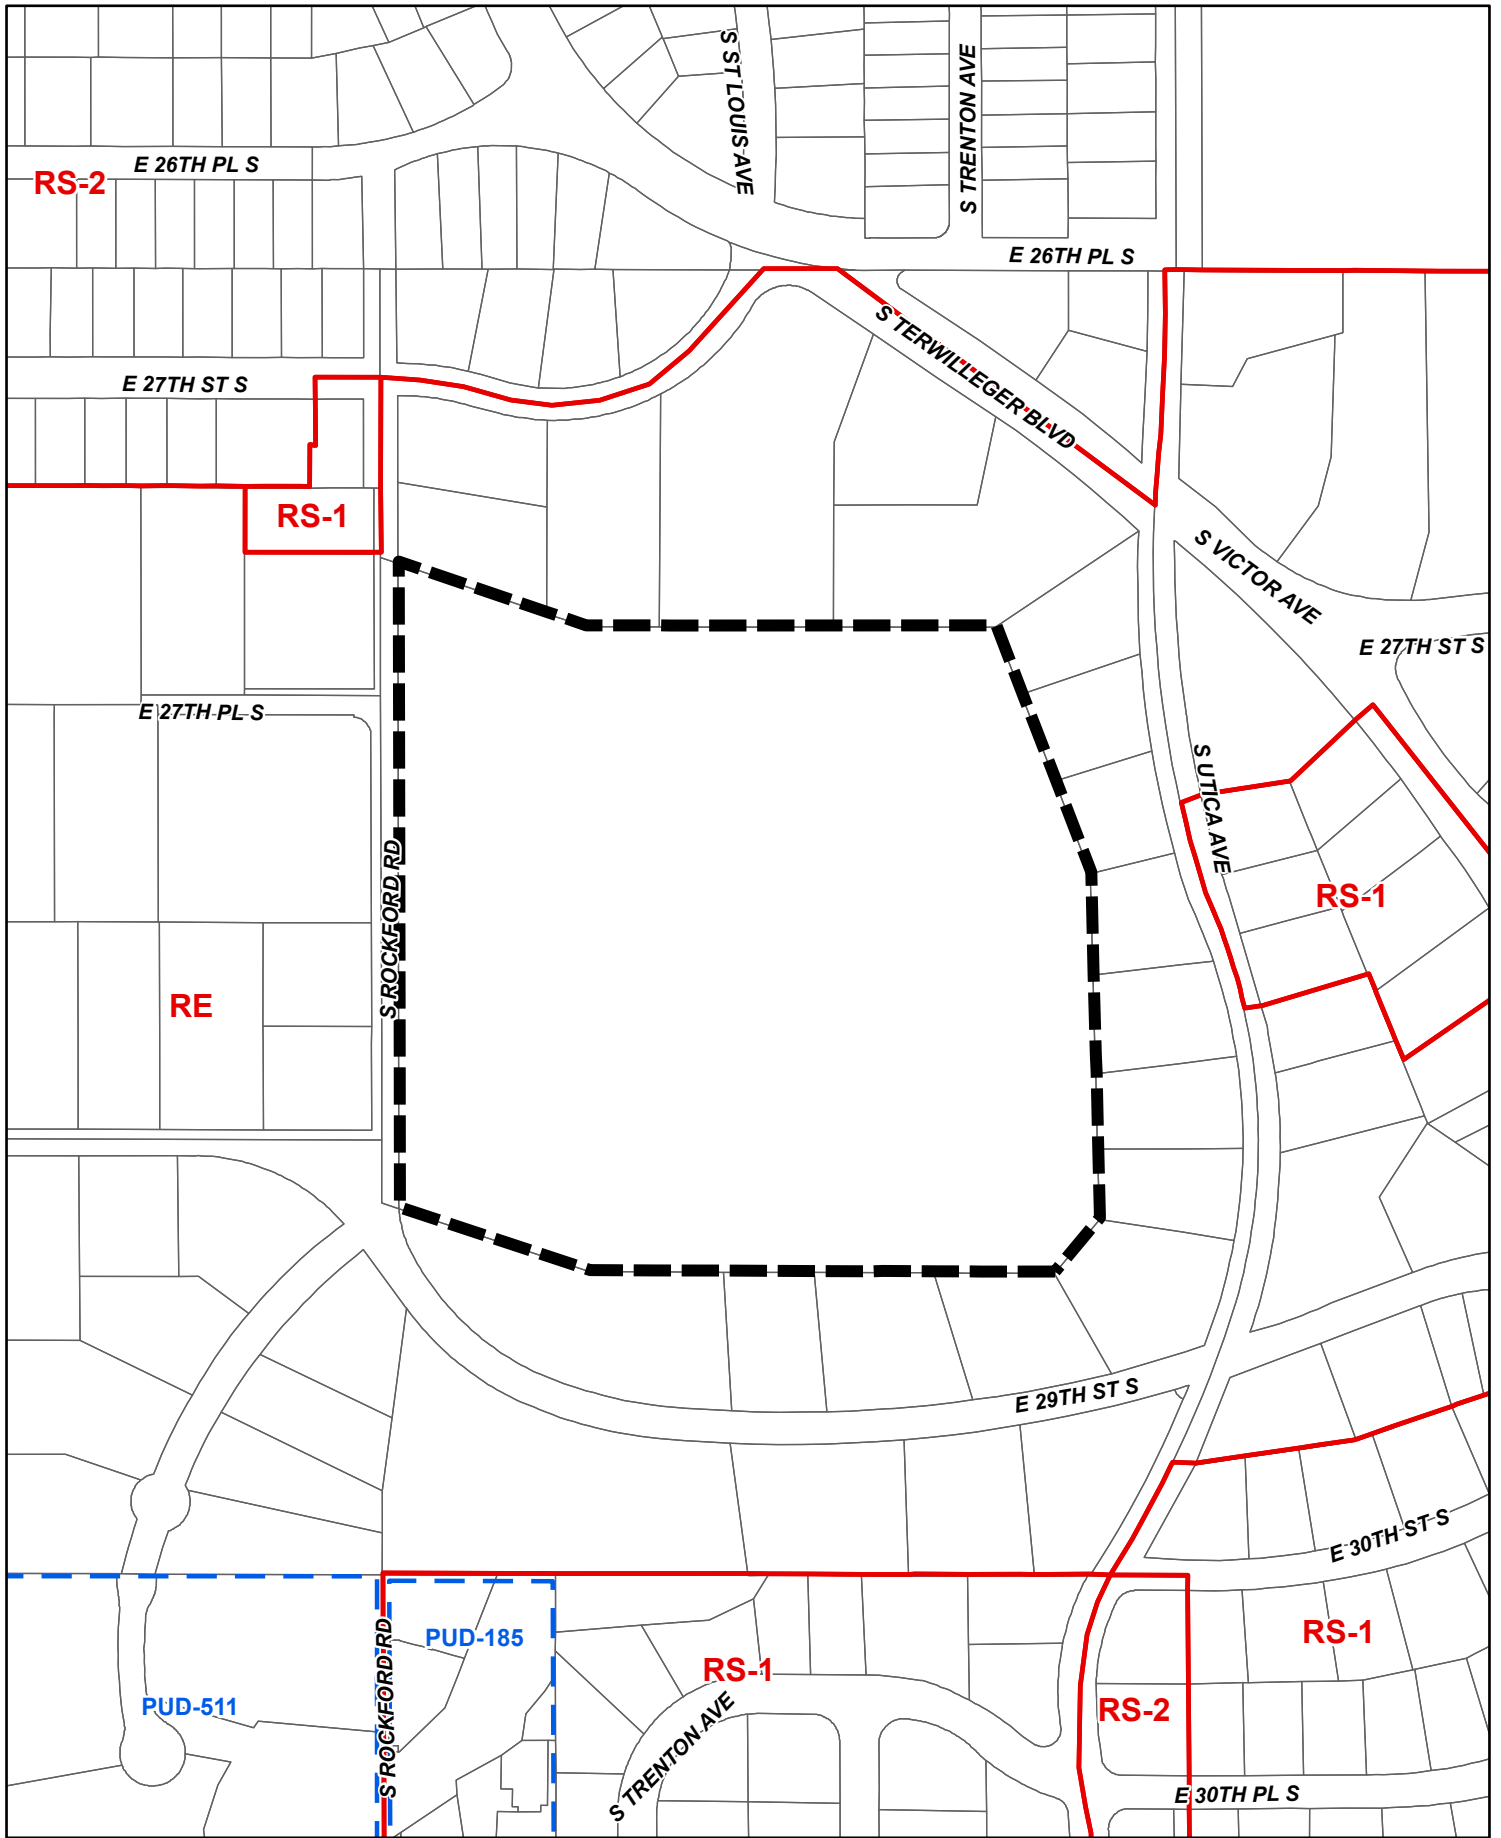 S ST LOUIS AVE
S TRENTON AVE
E 26TH PL S
RS-2
E 26TH PL S
S TERWILLEGER BLVD
E 27TH ST S
RS-1
S VICTOR AVE
E 27TH ST S
E 27TH PL S
S UTICA AVE
RS-1
S ROCKFORD RD
RE
E 29TH ST S
E 30TH ST S
PUD-185
RS-1
RS-1
PUD-511
S ROCKFORD RD
RS-2
S TRENTON AVE
E 30TH PL S